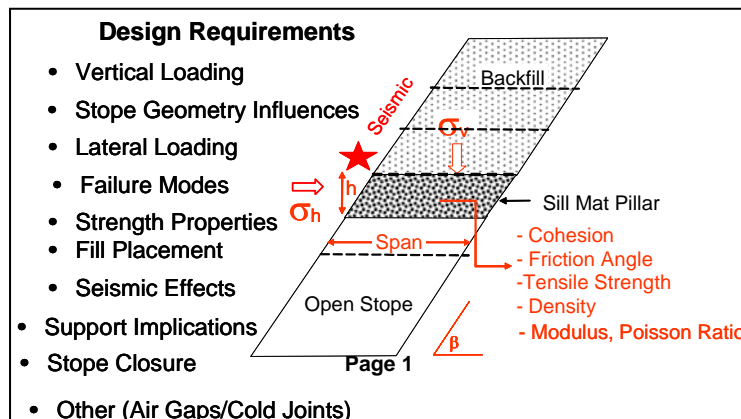 Design Requirements
• Vertical Loading
• Stope Geometry Influences
• Lateral Loading
• Failure Modes
• Strength Properties
• Fill Placement
• Seismic Effects
• Support Implications
• Stope Closure
• Other (Air Gaps/Cold Joints)
Backfill
Seismic
σv
h
σh
Sill Mat Pillar
Span
- Cohesion
- Friction Angle
-Tensile Strength
- Density
- Modulus, Poisson Ratio
Open Stope
β
Page 1